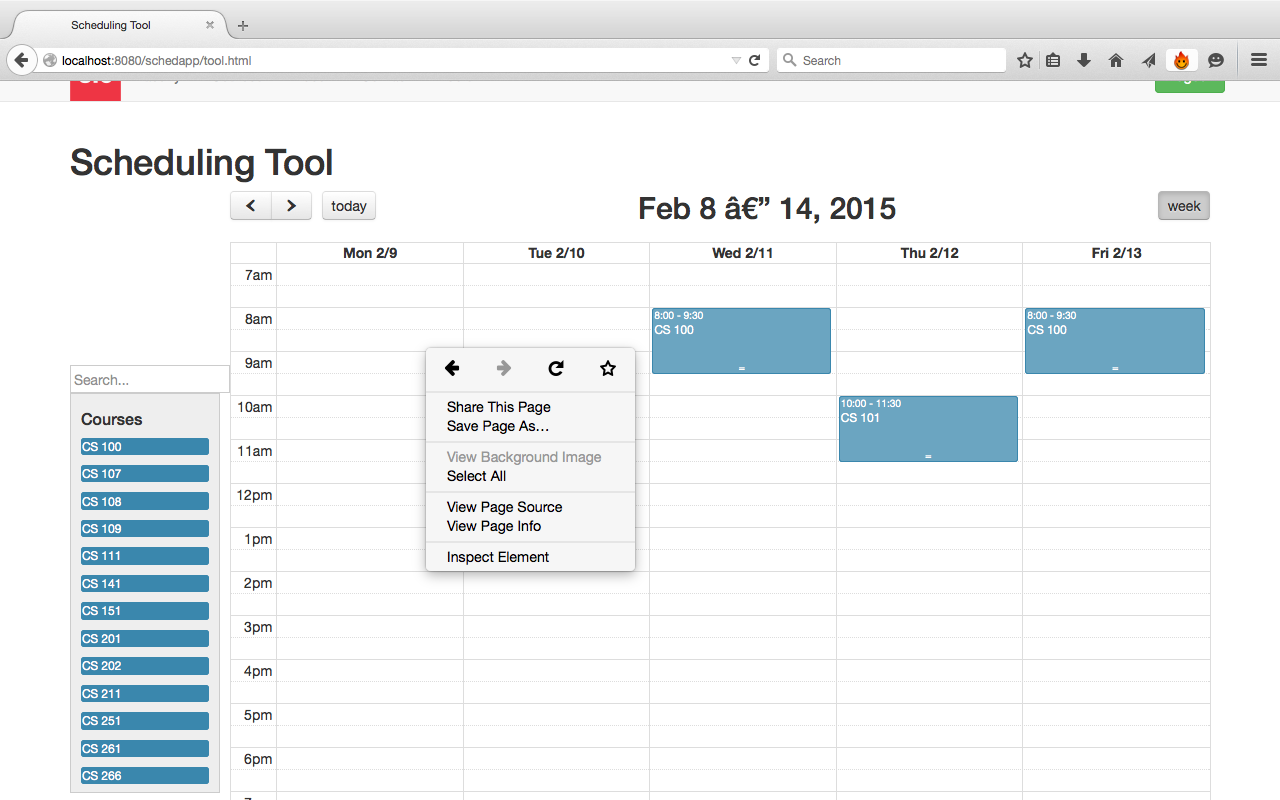 Scheduling Tool
localhost:8080/schedapp/tool.html
Search
Scheduling Tool
today
Feb 8 â€” 14, 2015
week
Mon 2/9
Tue 2/10
Wed 2/11
Thu 2/12
Fri 2/13
7am
8am
9am
10am
11am
12pm
1pm
2pm
3pm
4pm
5pm
6pm
8:00 - 9:30
CS 100
8:00 - 9:30
CS 100
10:00 - 11:30
CS 101
Search...
Courses
CS 100
CS 107
CS 108
CS 109
CS 111
CS 141
CS 151
CS 201
CS 202
CS 211
CS 251
CS 261
CS 266
Share This Page
Save Page As…
View Background Image
Select All
View Page Source
View Page Info
Inspect Element